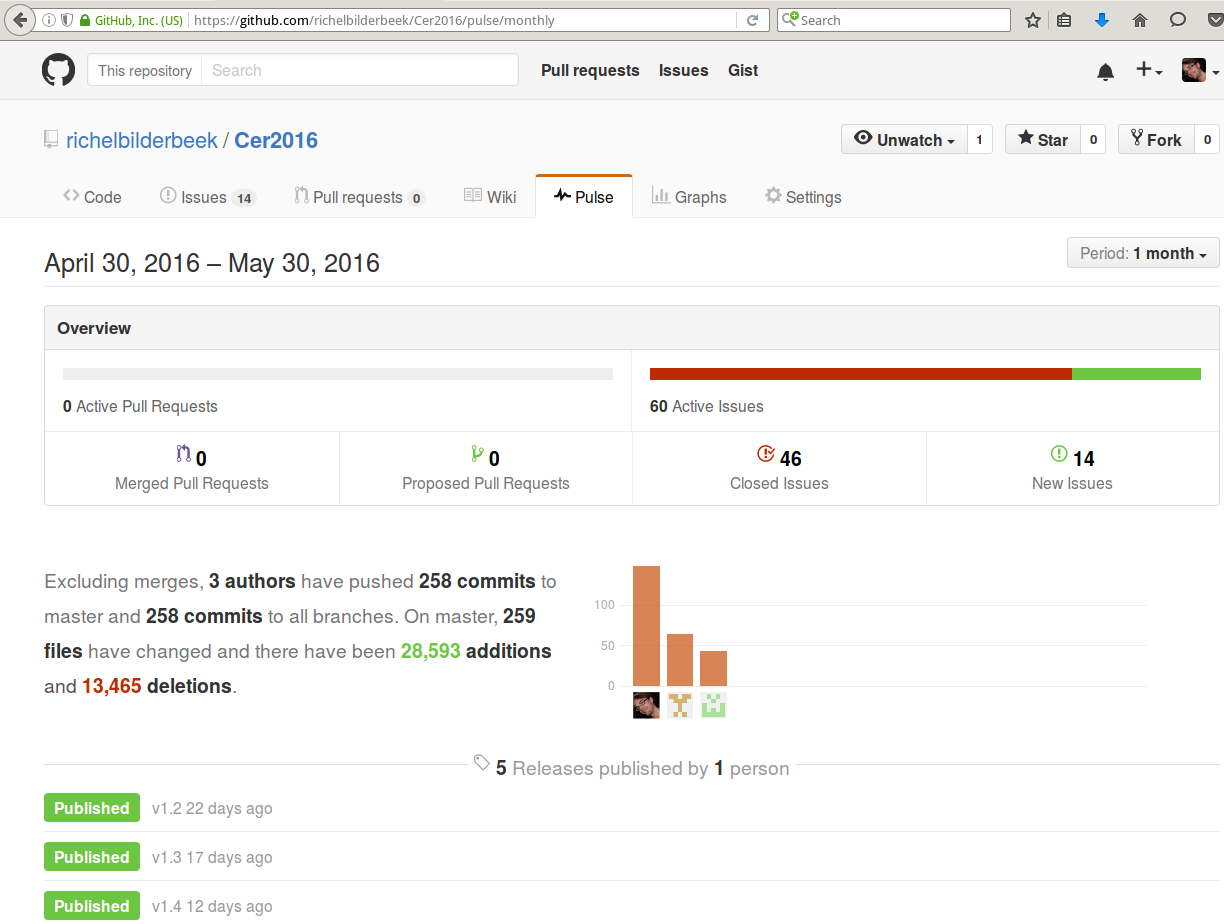 GitHub, Inc. (US) https://github.com/richelbilderbeek/Cer2016/pulse/monthly Search
This repository Search Pull requests Issues Gist
richelbilderbeek / Cer2016 Unwatch 1 Star 0 Fork 0
Code Issues 14 Pull requests 0 Wiki Pulse Graphs Settings
April 30, 2016 – May 30, 2016 Period: 1 month
Overview
0 Active Pull Requests 60 Active Issues
0 0 46 14
Merged Pull Requests Proposed Pull Requests Closed Issues New Issues
Excluding merges, 3 authors have pushed 258 commits to
master and 258 commits to all branches. On master, 259
files have changed and there have been 28,593 additions
and 13,465 deletions.
100
50
0
5 Releases published by 1 person
Published v1.2 22 days ago
Published v1.3 17 days ago
Published v1.4 12 days ago